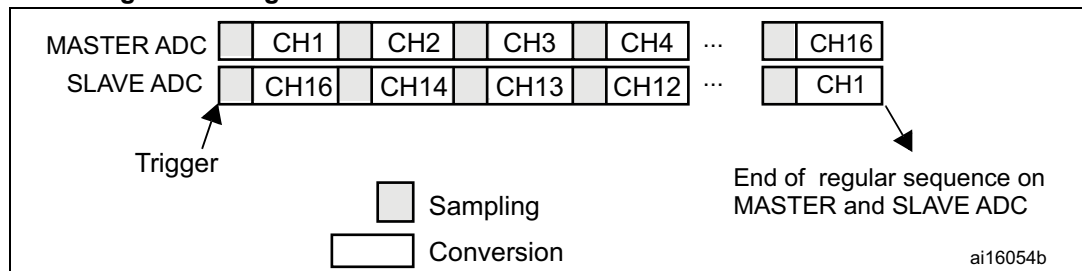 MASTER ADC CH1 CH2 CH3 CH4 ... CH16
SLAVE ADC CH16 CH14 CH13 CH12 ... CH1
Trigger
End of regular sequence on
MASTER and SLAVE ADC
Sampling
Conversion
ai16054b